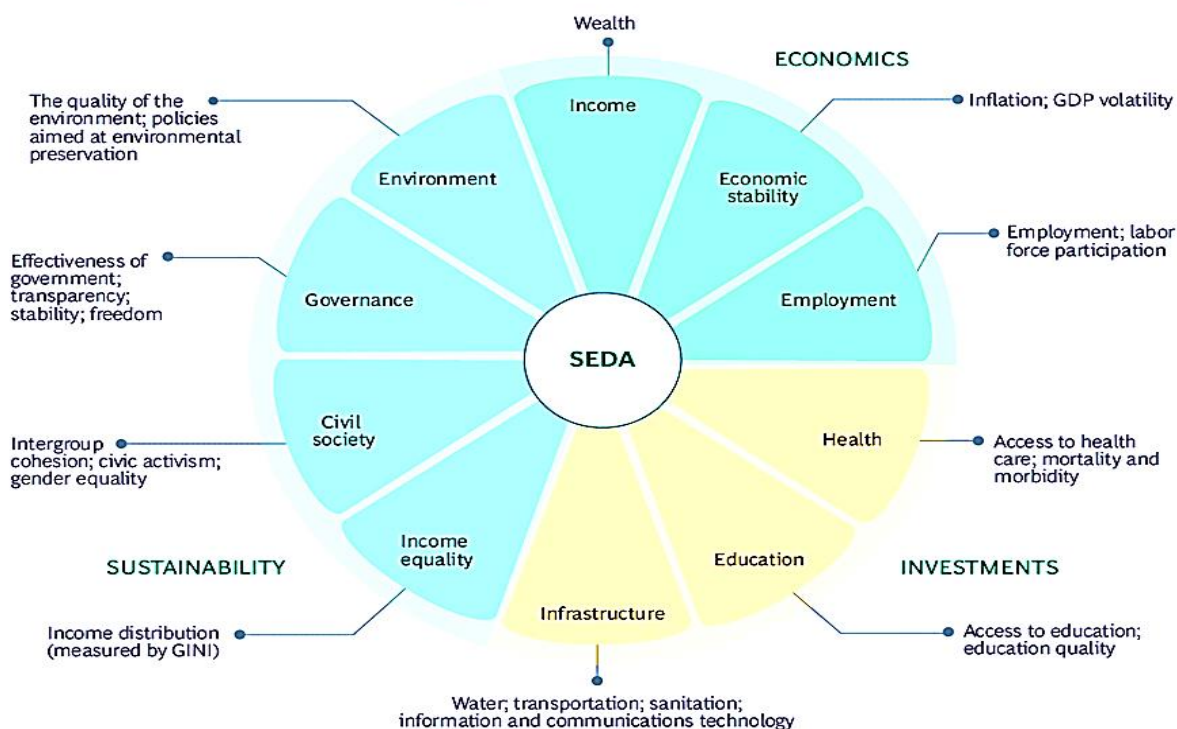 Wealth
ECONOMICS
Income
Inflation; GDP volatility
The quality of the
environment; policies
aimed at environmental
preservation
Environment
Economic
stability
Employment; labor
force participation
Effectiveness of
government;
transparency;
stability; freedom
Governance
Employment
SEDA
Civil
society
Health
Intergroup
cohesion; civic activism;
gender equality
Access to health
care; mortality and
morbidity
Income
equality
Education
SUSTAINABILITY
INVESTMENTS
Infrastructure
Income distribution
(measured by GINI)
Access to education;
education quality
Water; transportation; sanitation;
information and communications technology